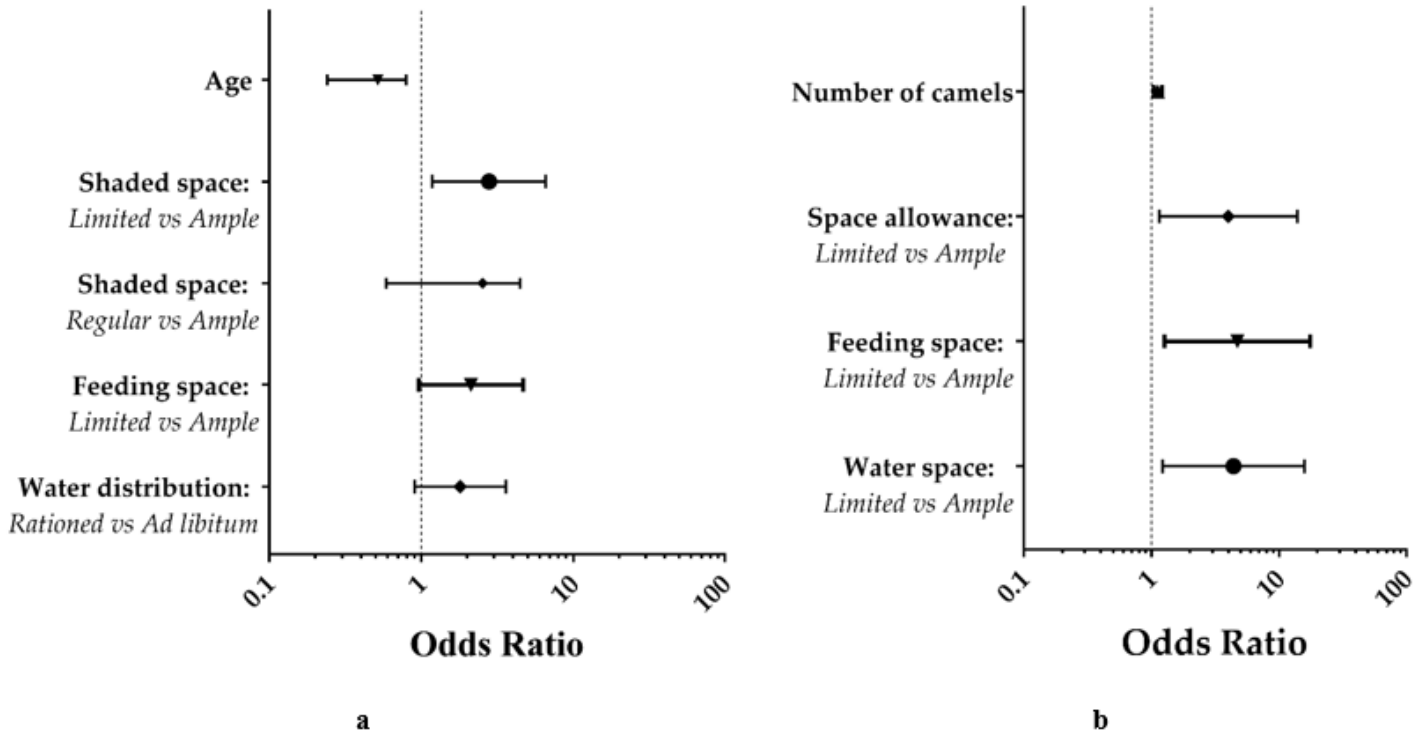 Age
Shaded space:
Limited vs Ample
Shaded space:
Regular vs Ample
Feeding space:
Limited vs Ample
Water distribution:
Rationed vs Ad libitum
0.1
1
10
100
Odds Ratio
a
Number of camels
Space allowance:
Limited vs Ample
Feeding space:
Limited vs Ample
Water space:
Limited vs Ample
0.1
1
10
100
Odds Ratio
b